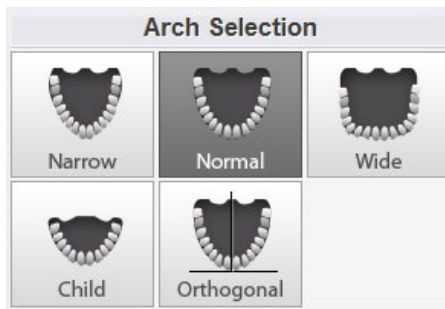 Arch Selection
Narrow
Normal
Wide
Child
Orthogonal